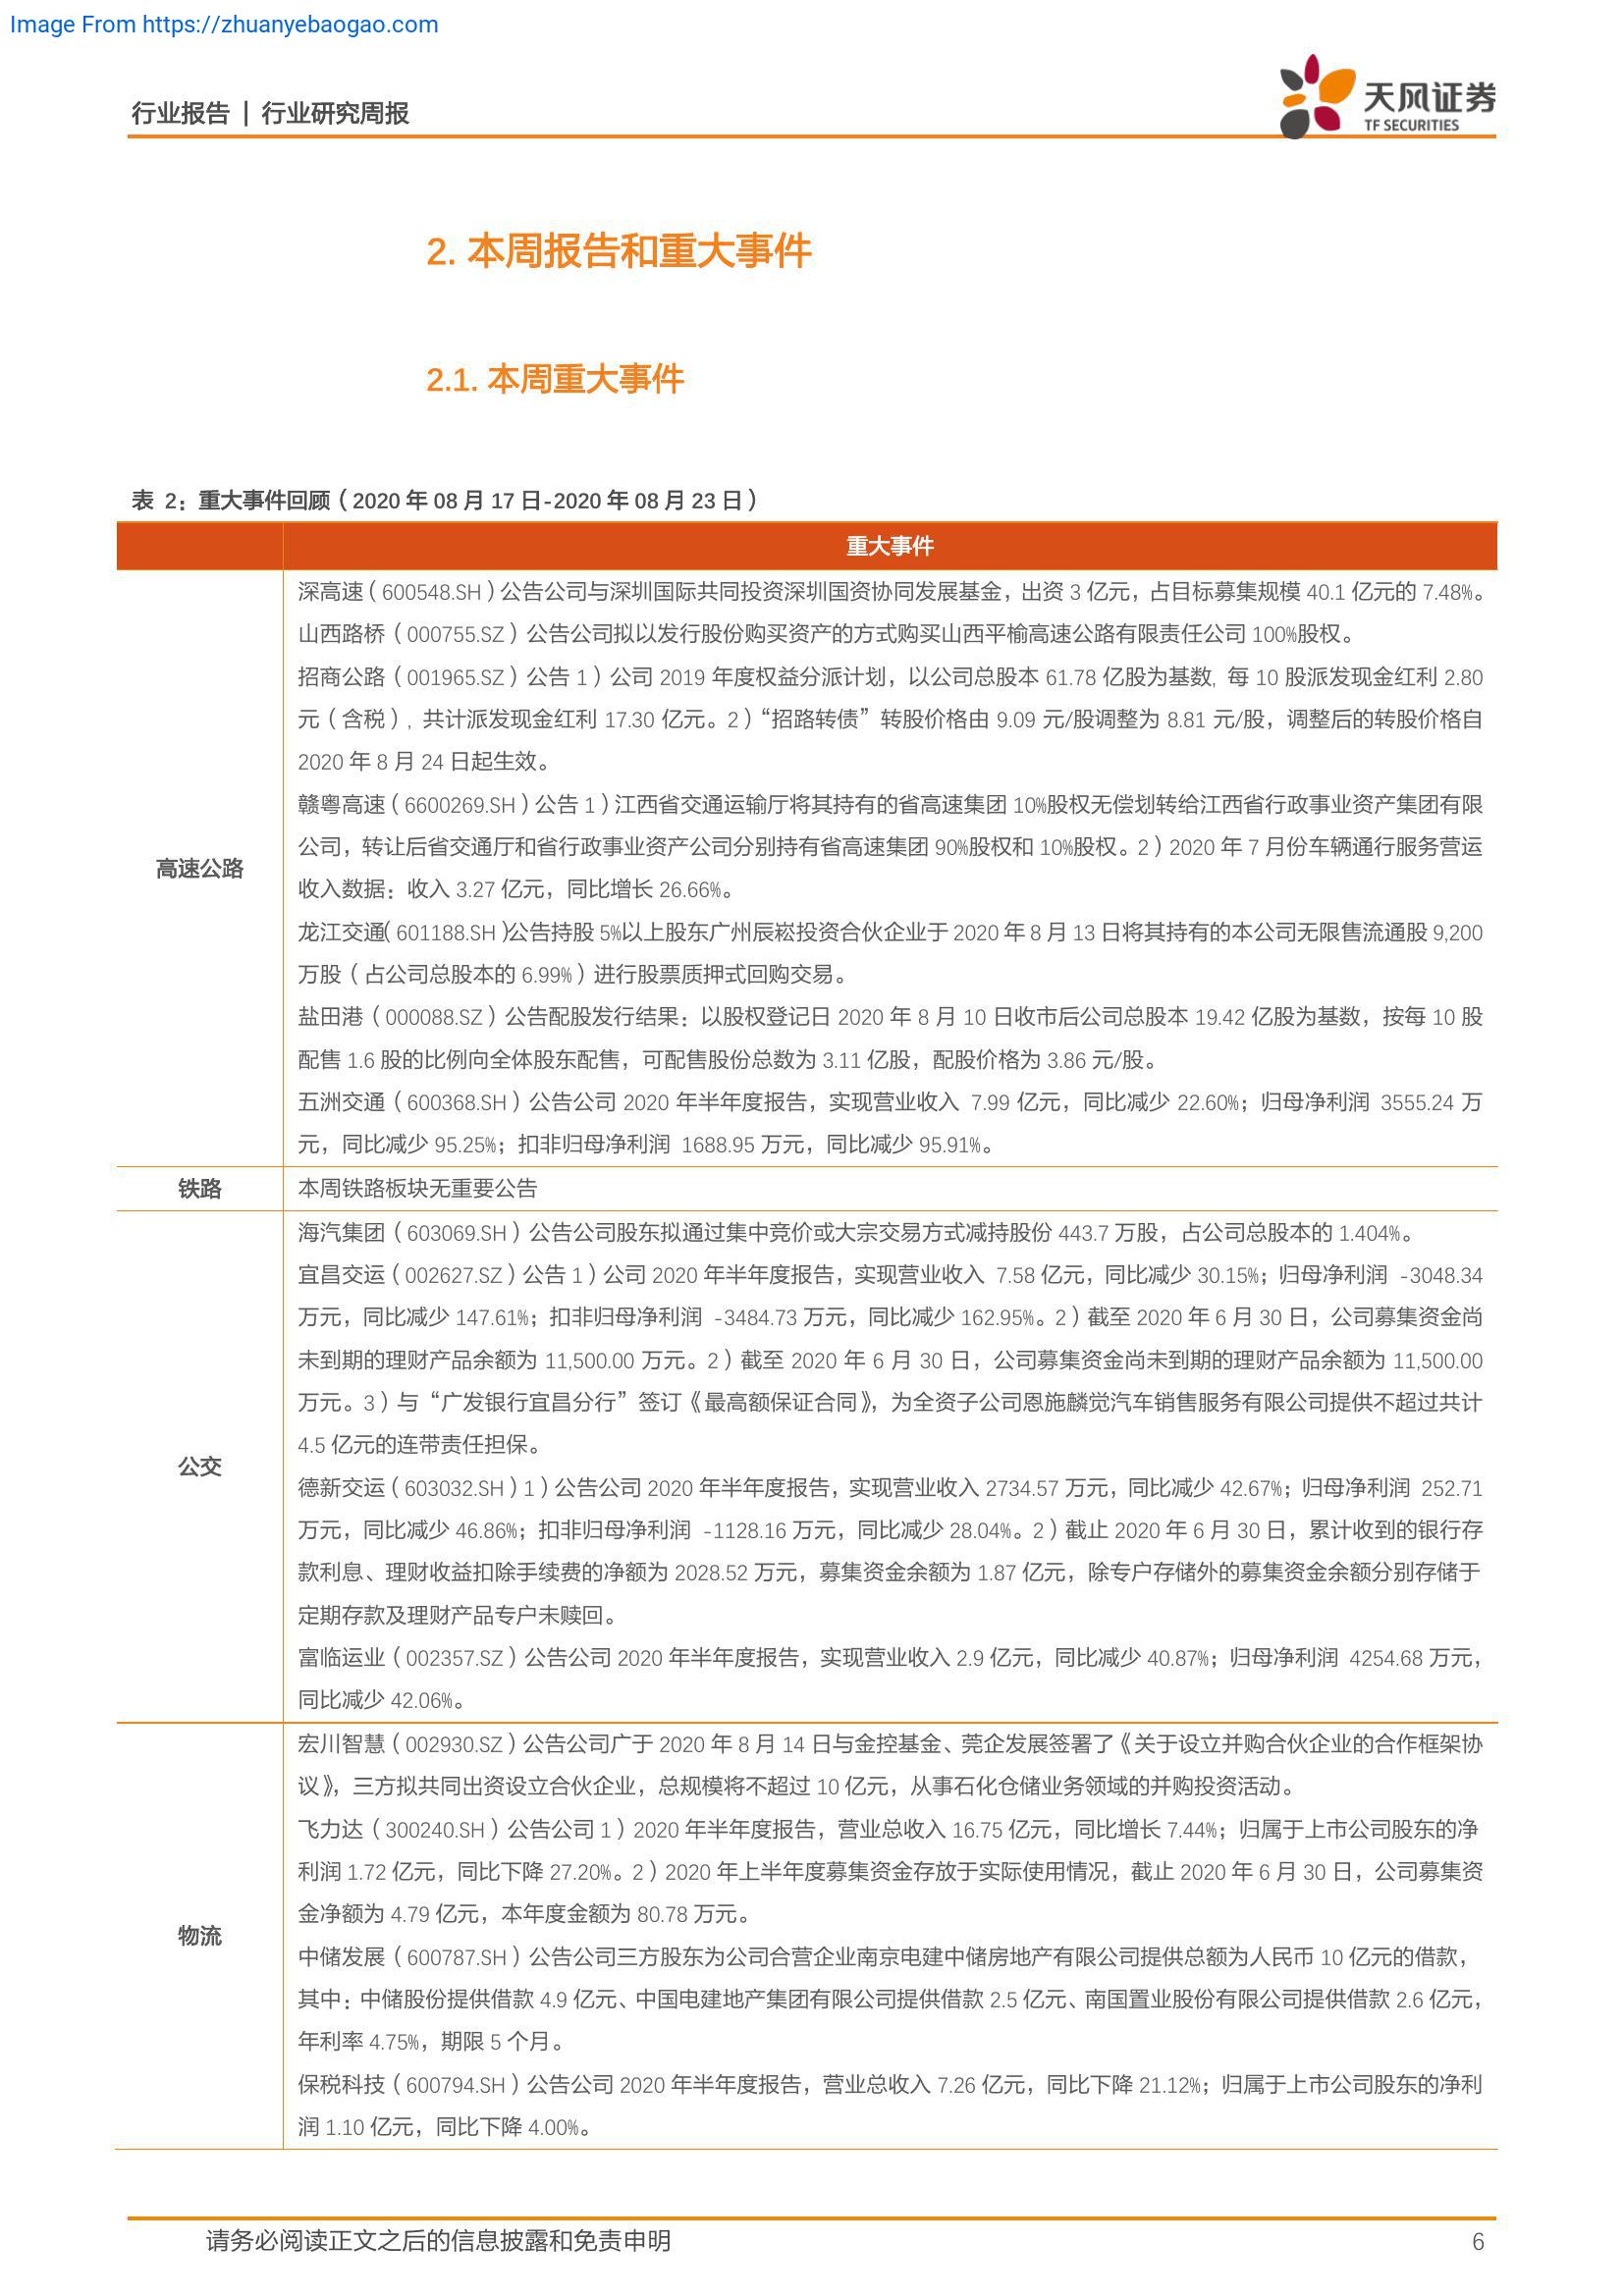 Image From https://zhuanyebaogao.com
行业报告 | 行业研究周报
天风证券
TF SECURITIES
2. 本周报告和重大事件
2.1. 本周重大事件
表 2：重大事件回顾（2020 年 08 月 17 日-2020 年 08 月 23 日）
重大事件
高速公路
深高速（600548.SH）公告公司与深圳国际共同投资深圳国资协同发展基金，出资 3 亿元，占目标募集规模 40.1 亿元的 7.48%。
山西路桥（000755.SZ）公告公司拟以发行股份购买资产的方式购买山西平榆高速公路有限责任公司 100%股权。
招商公路（001965.SZ）公告 1）公司 2019 年度权益分派计划，以公司总股本 61.78 亿股为基数, 每 10 股派发现金红利 2.80
元（含税）, 共计派发现金红利 17.30 亿元。2）“招路转债”转股价格由 9.09 元/股调整为 8.81 元/股，调整后的转股价格自
2020 年 8 月 24 日起生效。
赣粤高速（6600269.SH）公告 1）江西省交通运输厅将其持有的省高速集团 10%股权无偿划转给江西省行政事业资产集团有限
公司，转让后省交通厅和省行政事业资产公司分别持有省高速集团 90%股权和 10%股权。2）2020 年 7 月份车辆通行服务营运
收入数据：收入 3.27 亿元，同比增长 26.66%。
龙江交通（601188.SH）公告持股 5%以上股东广州辰崧投资合伙企业于 2020 年 8 月 13 日将其持有的本公司无限售流通股 9,200
万股（占公司总股本的 6.99%）进行股票质押式回购交易。
盐田港（000088.SZ）公告配股发行结果：以股权登记日 2020 年 8 月 10 日收市后公司总股本 19.42 亿股为基数，按每 10 股
配售 1.6 股的比例向全体股东配售，可配售股份总数为 3.11 亿股，配股价格为 3.86 元/股。
五洲交通（600368.SH）公告公司 2020 年半年度报告，实现营业收入 7.99 亿元，同比减少 22.60%；归母净利润 3555.24 万
元，同比减少 95.25%；扣非归母净利润 1688.95 万元，同比减少 95.91%。
铁路
本周铁路板块无重要公告
公交
海汽集团（603069.SH）公告公司股东拟通过集中竞价或大宗交易方式减持股份 443.7 万股，占公司总股本的 1.404%。
宜昌交运（002627.SZ）公告 1）公司 2020 年半年度报告，实现营业收入 7.58 亿元，同比减少 30.15%；归母净利润 -3048.34
万元，同比减少 147.61%；扣非归母净利润 -3484.73 万元，同比减少 162.95%。2）截至 2020 年 6 月 30 日，公司募集资金尚
未到期的理财产品余额为 11,500.00 万元。2）截至 2020 年 6 月 30 日，公司募集资金尚未到期的理财产品余额为 11,500.00
万元。3）与“广发银行宜昌分行”签订《最高额保证合同》，为全资子公司恩施麟觉汽车销售服务有限公司提供不超过共计
4.5 亿元的连带责任担保。
德新交运（603032.SH）1）公告公司 2020 年半年度报告，实现营业收入 2734.57 万元，同比减少 42.67%；归母净利润 252.71
万元，同比减少 46.86%；扣非归母净利润 -1128.16 万元，同比减少 28.04%。2）截止 2020 年 6 月 30 日，累计收到的银行存
款利息、理财收益扣除手续费的净额为 2028.52 万元，募集资金余额为 1.87 亿元，除专户存储外的募集资金余额分别存储于
定期存款及理财产品专户未赎回。
富临运业（002357.SZ）公告公司 2020 年半年度报告，实现营业收入 2.9 亿元，同比减少 40.87%；归母净利润 4254.68 万元，
同比减少 42.06%。
物流
宏川智慧（002930.SZ）公告公司广于 2020 年 8 月 14 日与金控基金、莞企发展签署了《关于设立并购合伙企业的合作框架协
议》，三方拟共同出资设立合伙企业，总规模将不超过 10 亿元，从事石化仓储业务领域的并购投资活动。
飞力达（300240.SH）公告公司 1）2020 年半年度报告，营业总收入 16.75 亿元，同比增长 7.44%；归属于上市公司股东的净
利润 1.72 亿元，同比下降 27.20%。2）2020 年上半年度募集资金存放于实际使用情况，截止 2020 年 6 月 30 日，公司募集资
金净额为 4.79 亿元，本年度金额为 80.78 万元。
中储发展（600787.SH）公告公司三方股东为公司合营企业南京电建中储房地产有限公司提供总额为人民币 10 亿元的借款，
其中：中储股份提供借款 4.9 亿元、中国电建地产集团有限公司提供借款 2.5 亿元、南国置业股份有限公司提供借款 2.6 亿元，
年利率 4.75%，期限 5 个月。
保税科技（600794.SH）公告公司 2020 年半年度报告，营业总收入 7.26 亿元，同比下降 21.12%；归属于上市公司股东的净利
润 1.10 亿元，同比下降 4.00%。
请务必阅读正文之后的信息披露和免责申明
6